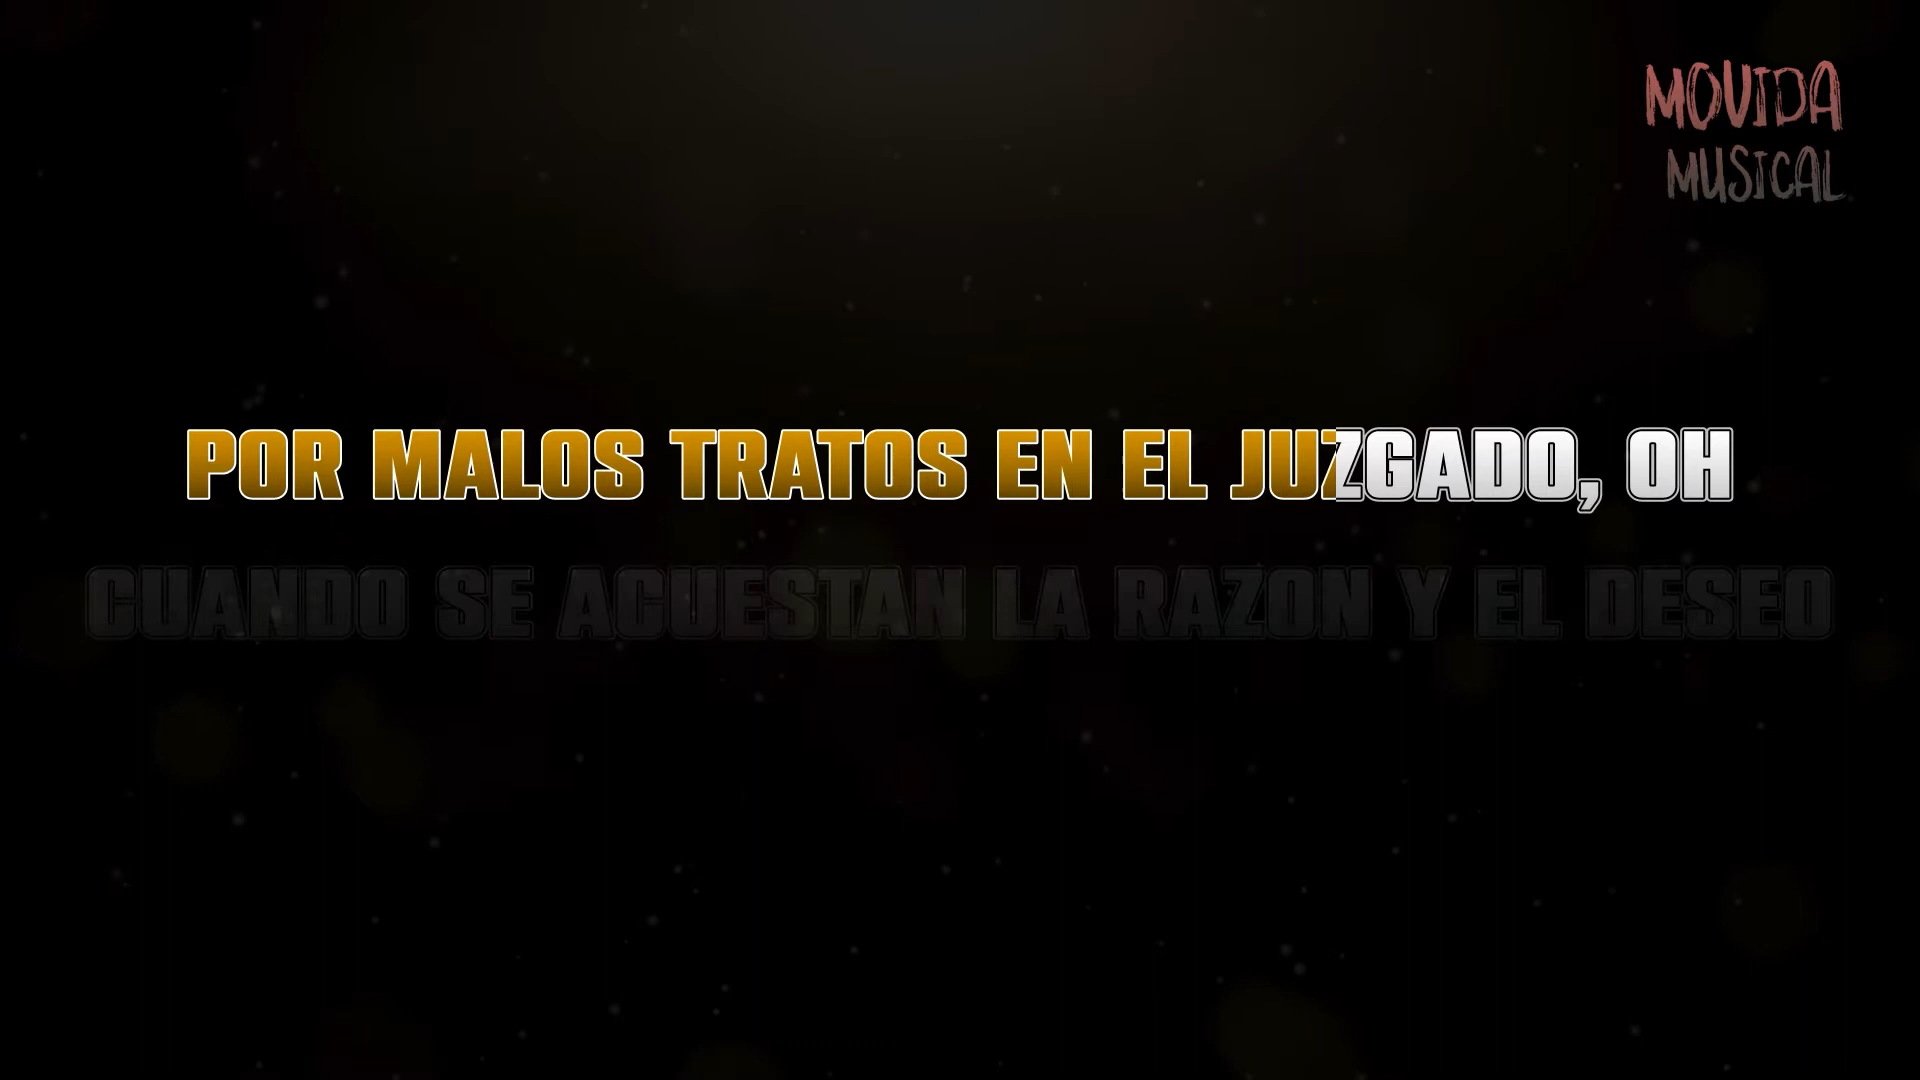 MOVIDA
MUSICAL
POR MALOS TRATOS EN EL JUZGADO, OH
CUANDO SE ACUESTAN LA RAZON Y EL DESEO